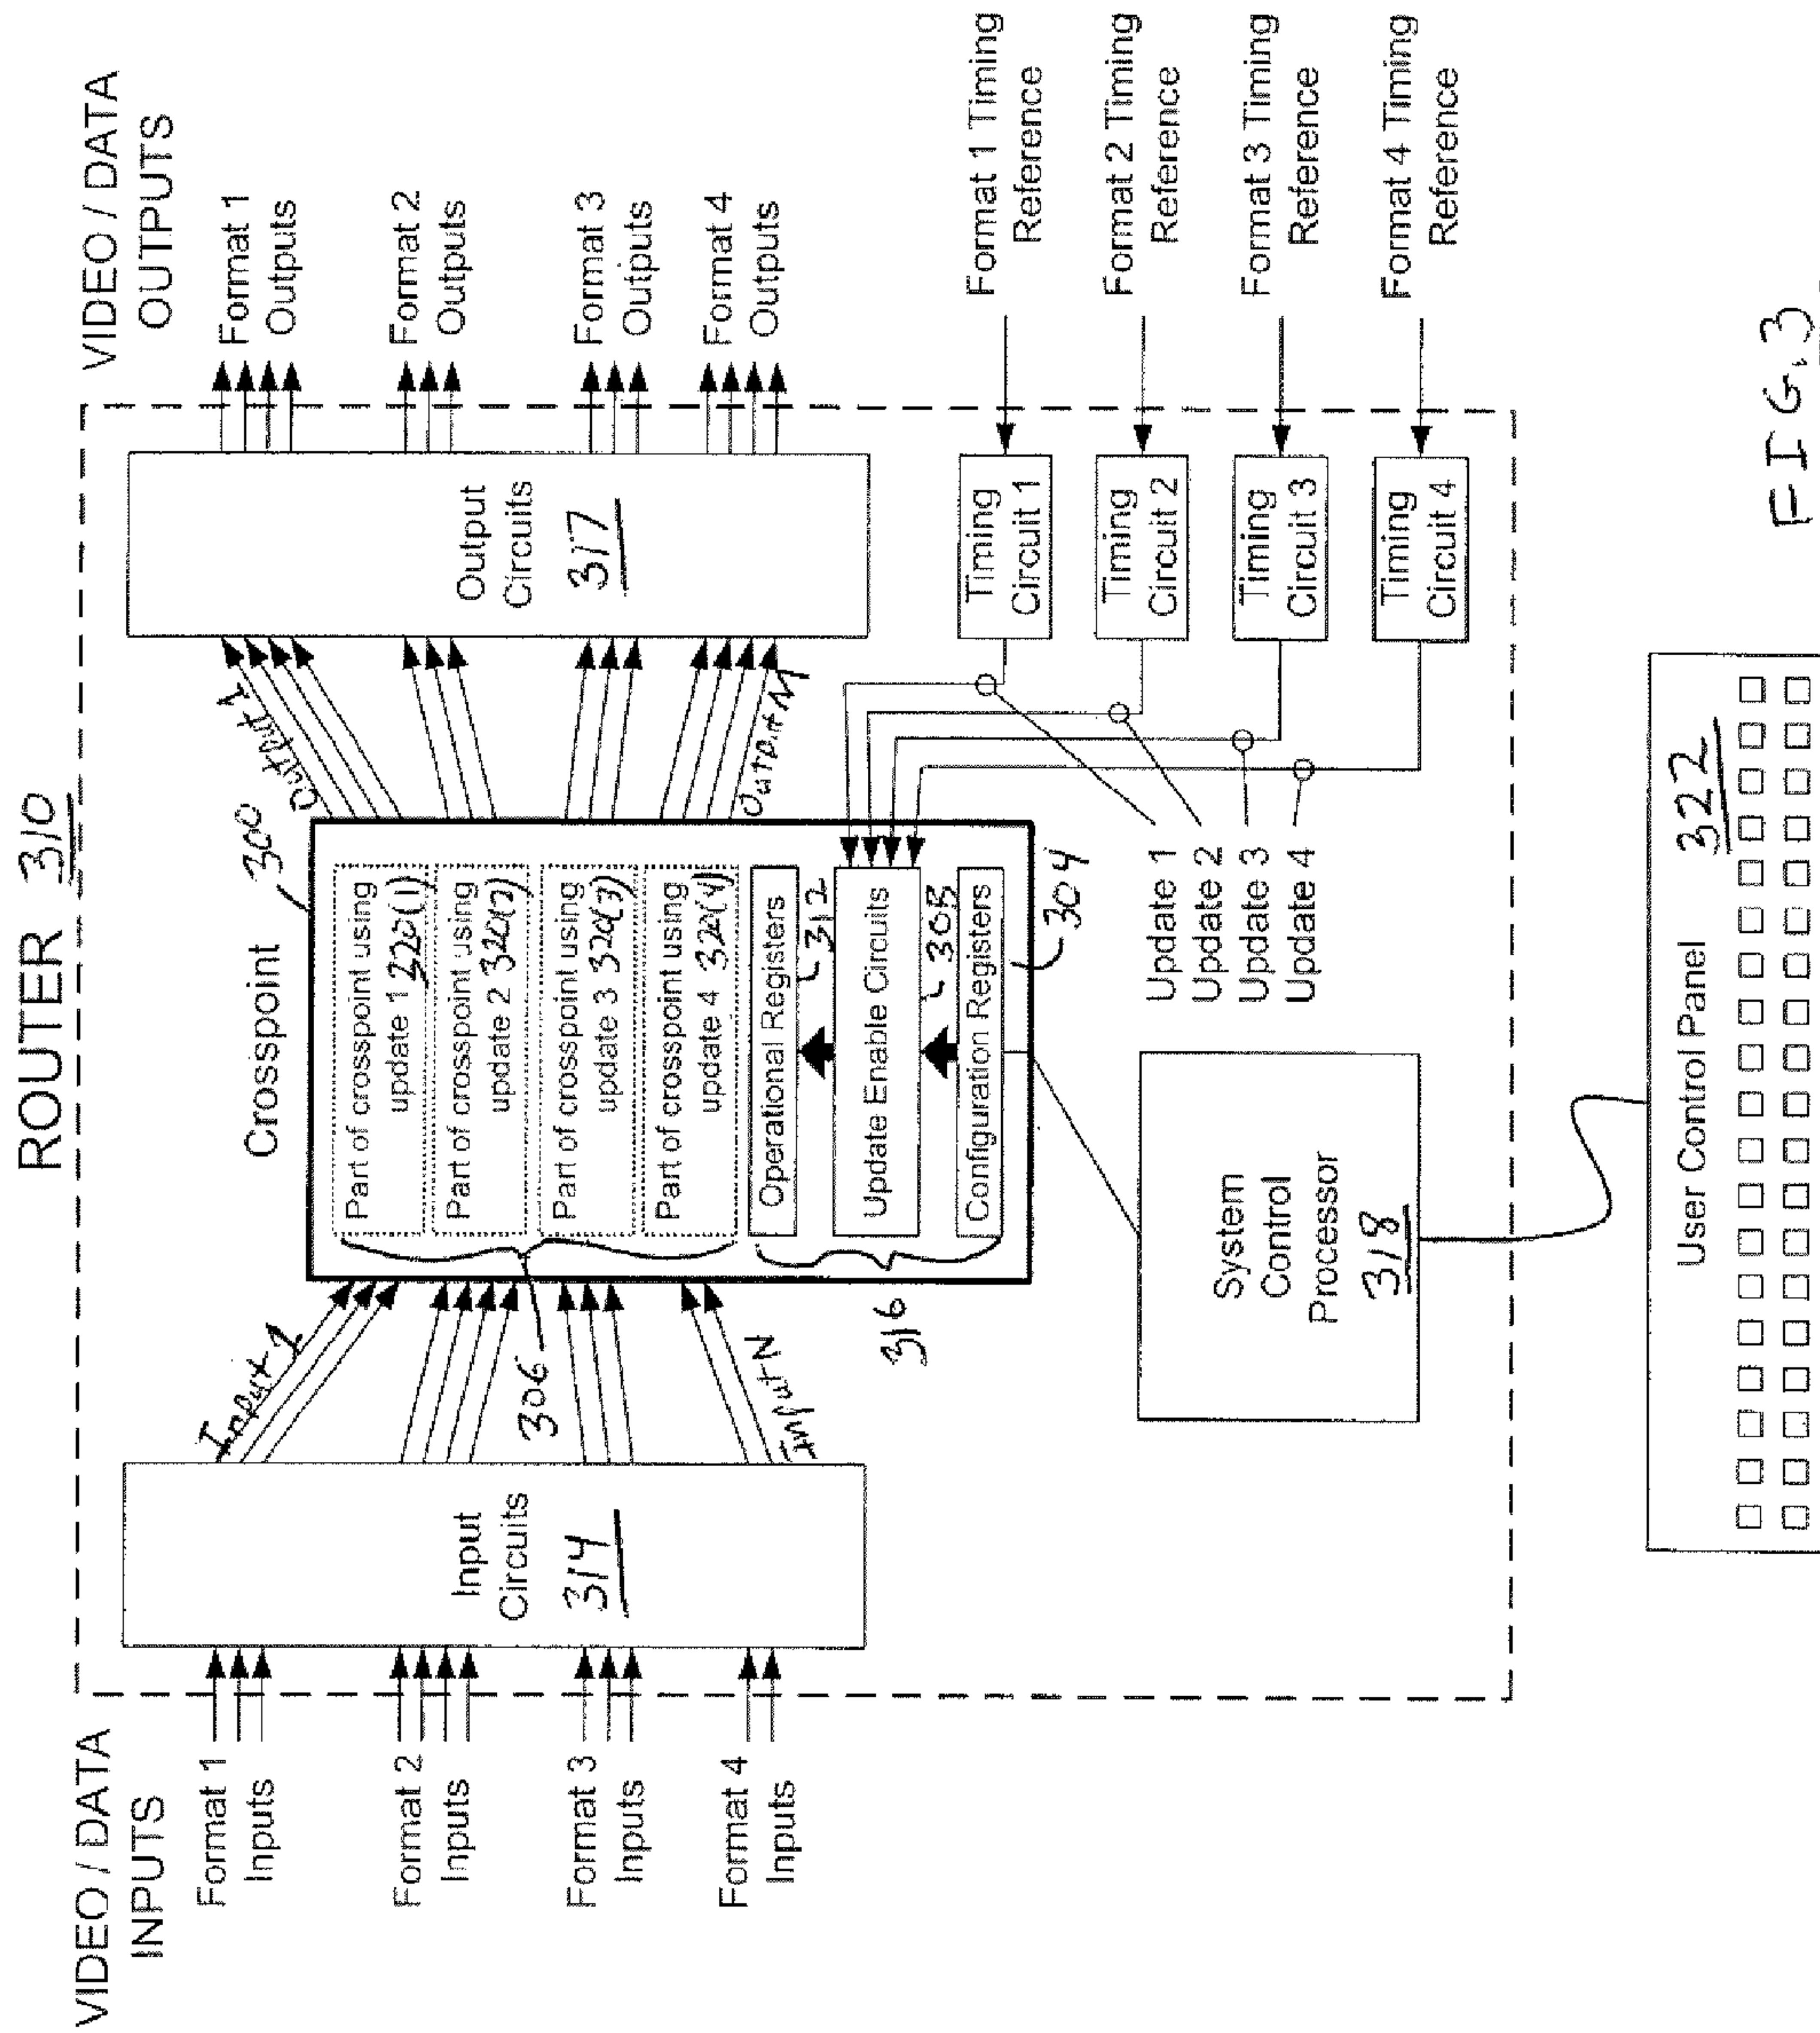 ROUTER 310
VIDEO / DATA
INPUTS
Format 1
Inputs
Format 2
Inputs
Format 3
Inputs
Format 4
Inputs
Input
Circuits
314
Input 1
Input N
306
316
Crosspoint
300
Part of crosspoint using
update 1 320(1)
Part of crosspoint using
update 2 320(2)
Part of crosspoint using
update 3 320(3)
Part of crosspoint using
update 4 320(4)
Operational Registers
312
Update Enable Circuits
308
Configuration Registers
304
Output 1
Output M
Output
Circuits
317
VIDEO / DATA
OUTPUTS
Format 1
Outputs
Format 2
Outputs
Format 3
Outputs
Format 4
Outputs
Timing
Circuit 1
Timing
Circuit 2
Timing
Circuit 3
Timing
Circuit 4
Format 1 Timing
Reference
Format 2 Timing
Reference
Format 3 Timing
Reference
Format 4 Timing
Reference
Update 1
Update 2
Update 3
Update 4
System
Control
Processor
318
User Control Panel 322
FIG. 3